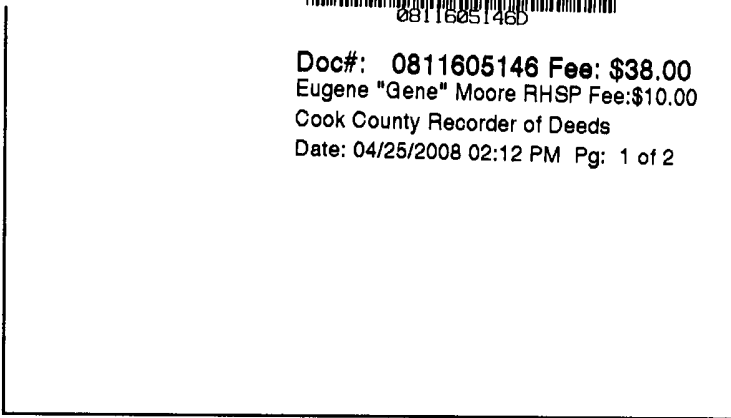 0811605146D
Doc#: 0811605146 Fee: $38.00
Eugene "Gene" Moore RHSP Fee:$10.00
Cook County Recorder of Deeds
Date: 04/25/2008 02:12 PM Pg: 1 of 2